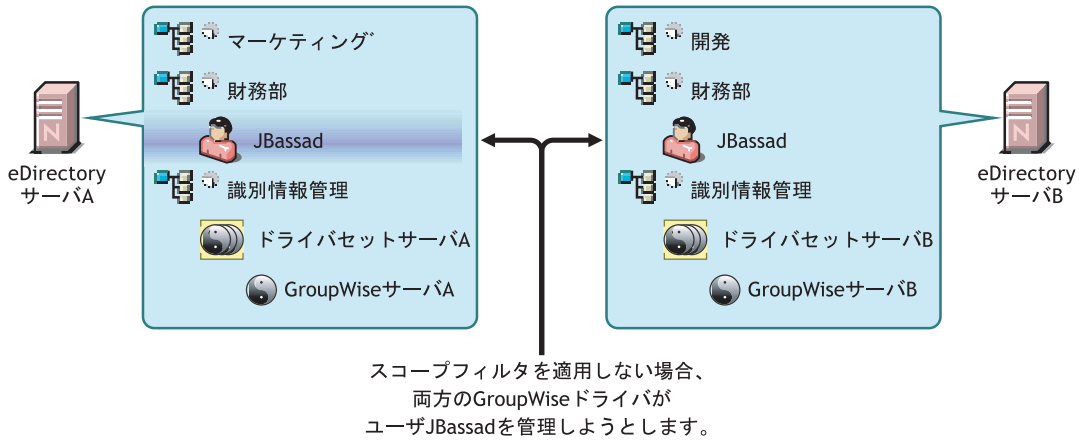 マーケティング
財務部
JBassad
識別情報管理
ドライバセットサーバA
GroupWiseサーバA
eDirectory
サーバA
開発
財務部
JBassad
識別情報管理
ドライバセットサーバB
GroupWiseサーバB
eDirectory
サーバB
スコープフィルタを適用しない場合、
両方のGroupWiseドライバが
ユーザJBassadを管理しようとします。